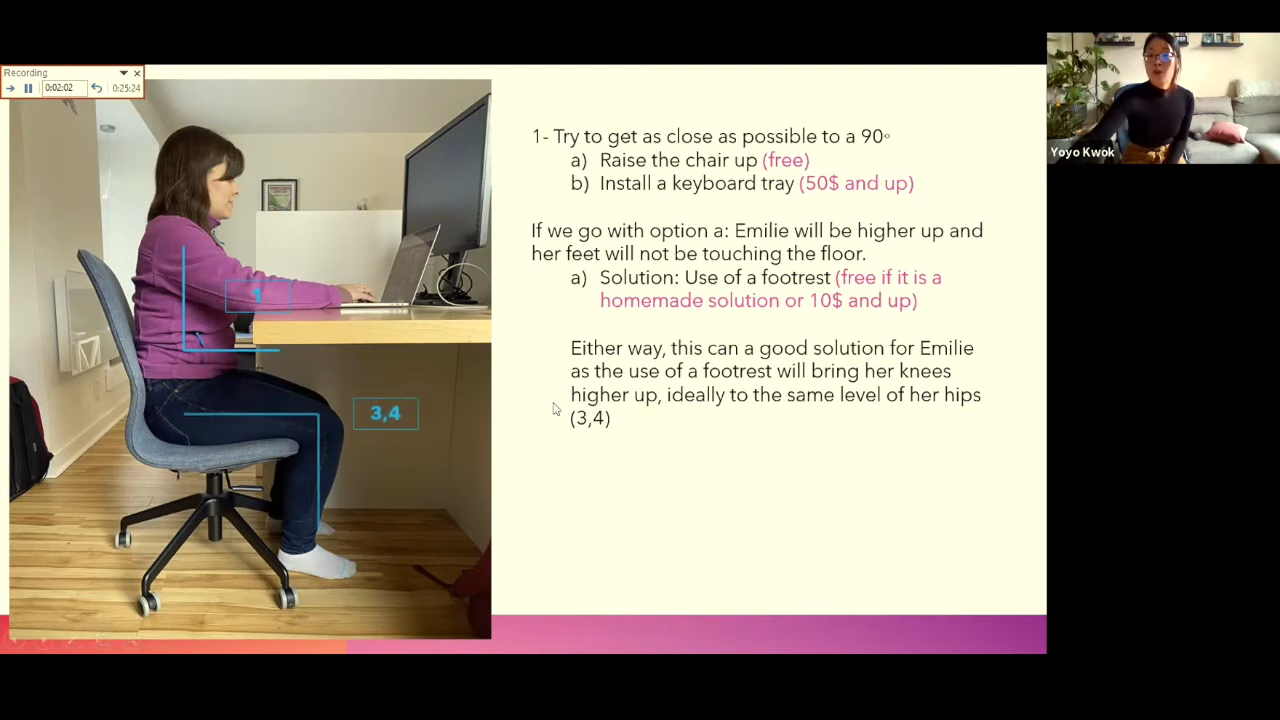 Recording
0:02:02
0:25:24
1
3,4
1- Try to get as close as possible to a 90°
a) Raise the chair up (free)
b) Install a keyboard tray (50$ and up)
If we go with option a: Emilie will be higher up and
her feet will not be touching the floor.
a) Solution: Use of a footrest (free if it is a
homemade solution or 10$ and up)
Either way, this can a good solution for Emilie
as the use of a footrest will bring her knees
higher up, ideally to the same level of her hips
(3,4)
Yoyo Kwok